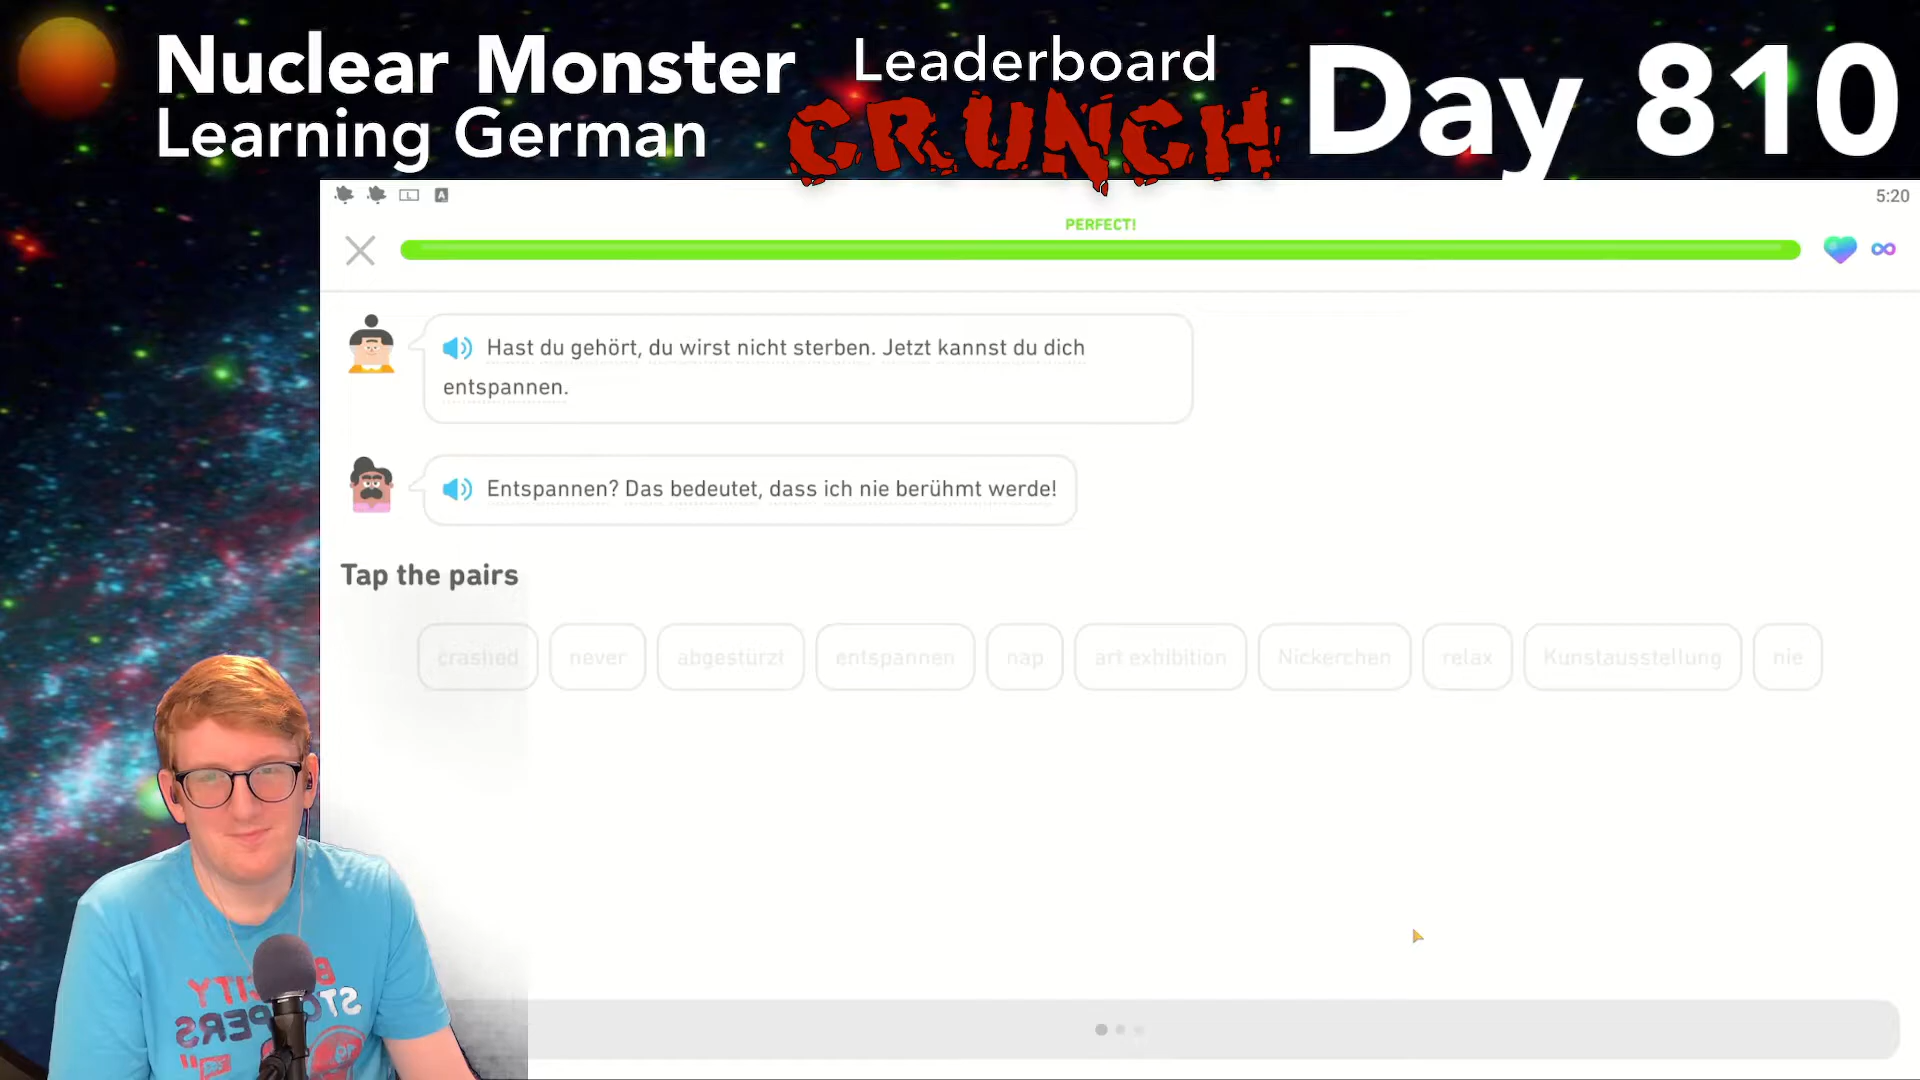 Nuclear Monster
Learning German
Leaderboard
CRUNCH
Day 810
L
A
5:20
PERFECT!
Hast du gehört, du wirst nicht sterben. Jetzt kannst du dich
entspannen.
Entspannen? Das bedeutet, dass ich nie berühmt werde!
Tap the pairs
crashed never abgestürzt entspannen nap art exhibition Nickerchen relax Kunstausstellung nie
CITY
STOPPERS